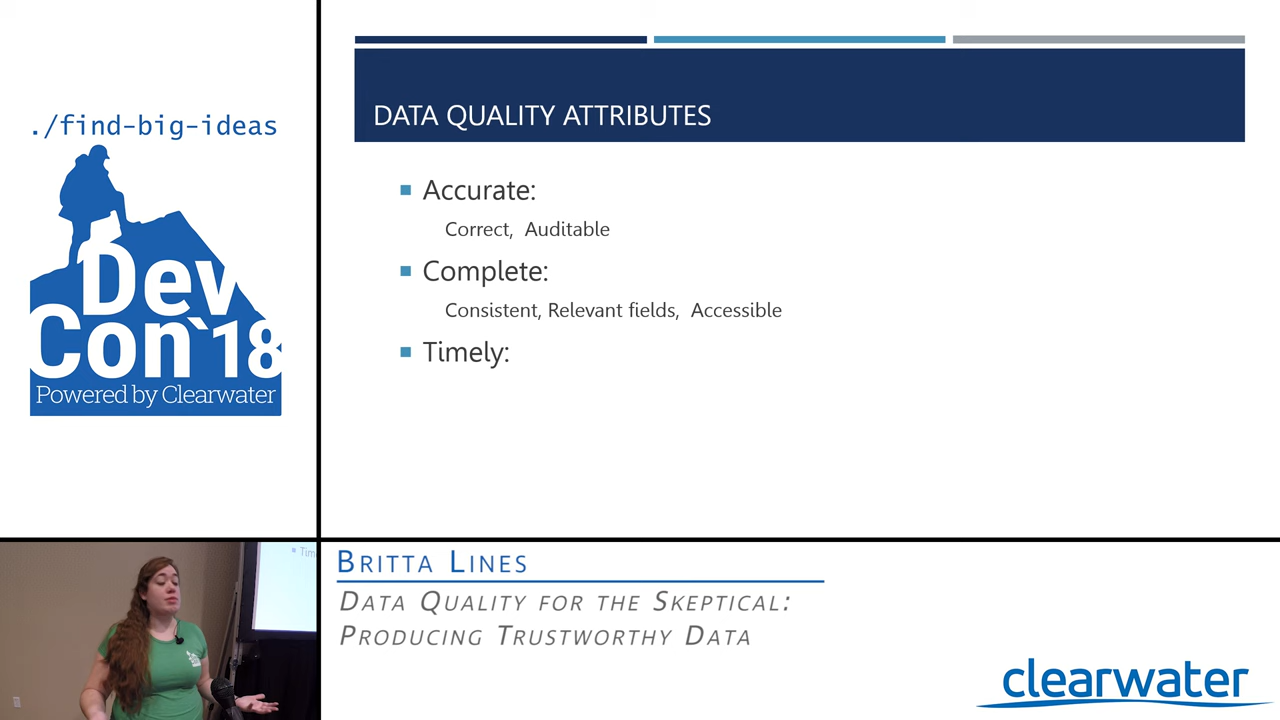 ./find-big-ideas
Dev
Con`18
Powered by Clearwater
DATA QUALITY ATTRIBUTES
Accurate:
Correct, Auditable
Complete:
Consistent, Relevant fields, Accessible
Timely:
Tim
BRITTA LINES
DATA QUALITY FOR THE SKEPTICAL:
PRODUCING TRUSTWORTHY DATA
clearwater